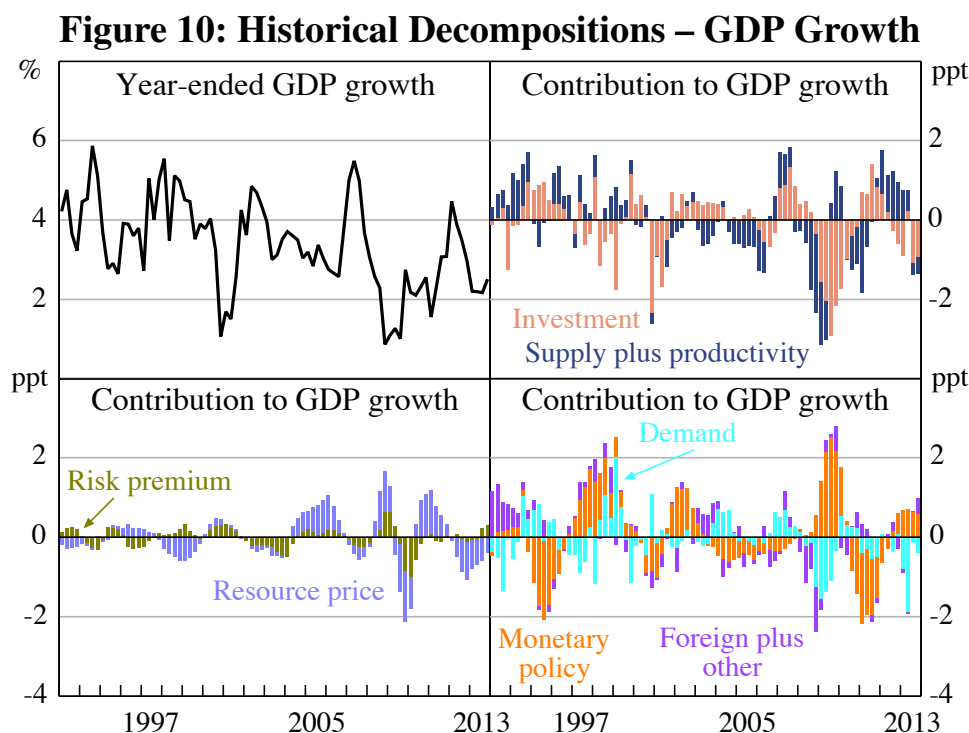 Figure 10: Historical Decompositions – GDP Growth
% ppt
Year-ended GDP growth Contribution to GDP growth
6 2
4 0
2 -2
Investment
Supply plus productivity
ppt ppt
Contribution to GDP growth Contribution to GDP growth
Demand
2 2
Risk premium
0 0
Resource price
-2 -2
Monetary policy
Foreign plus other
-4 -4
1997 2005 2013 1997 2005 2013